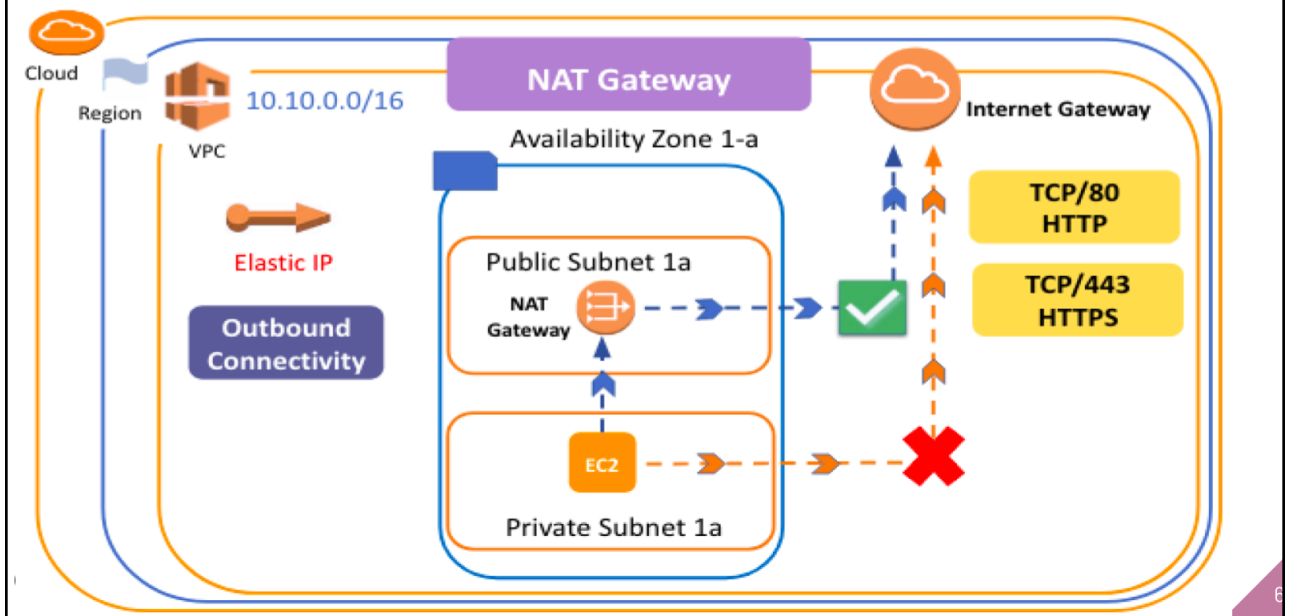 Cloud
Region
VPC
10.10.0.0/16
NAT Gateway
Internet Gateway
Availability Zone 1-a
TCP/80
HTTP
TCP/443
HTTPS
Elastic IP
Outbound
Connectivity
Public Subnet 1a
NAT
Gateway
EC2
Private Subnet 1a
6